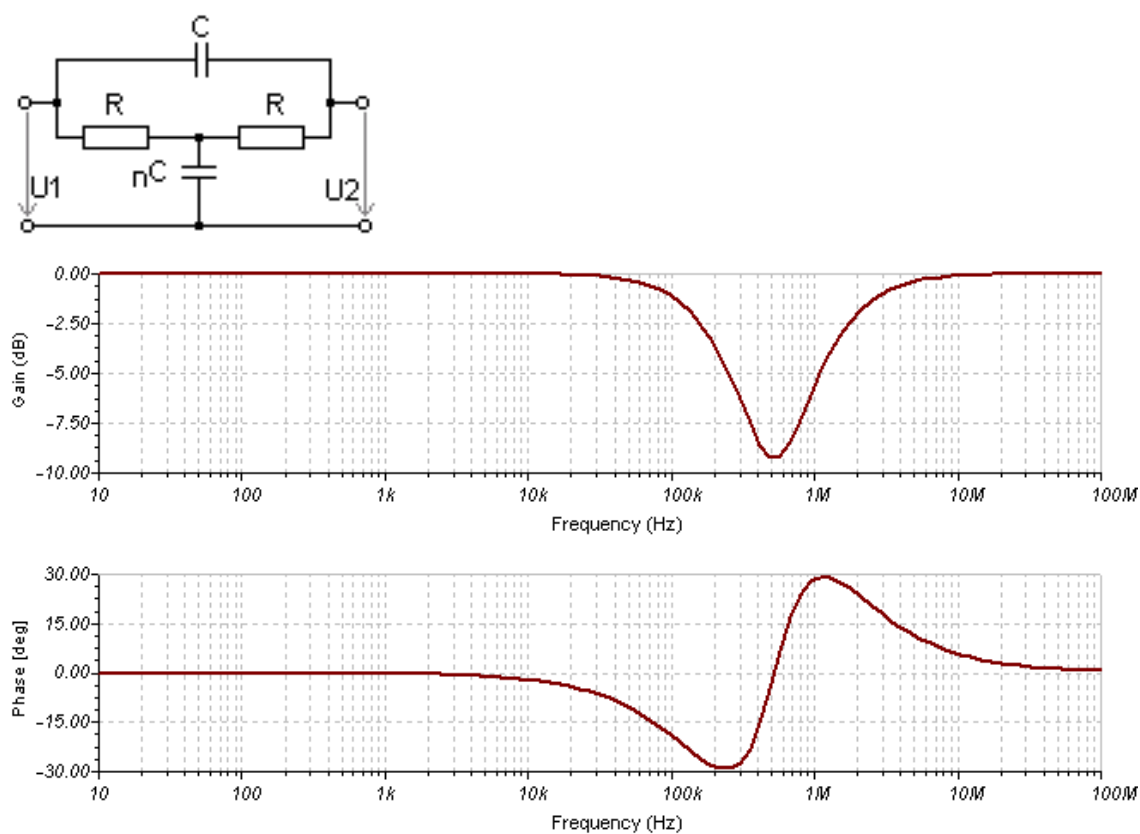 C
R R
nC
U1 U2
0.00
-2.50
-5.00
-7.50
-10.00
Gain (dB)
10 100 1k 10k 100k 1M 10M 100M
Frequency (Hz)
30.00
15.00
0.00
-15.00
-30.00
Phase [deg]
10 100 1k 10k 100k 1M 10M 100M
Frequency (Hz)